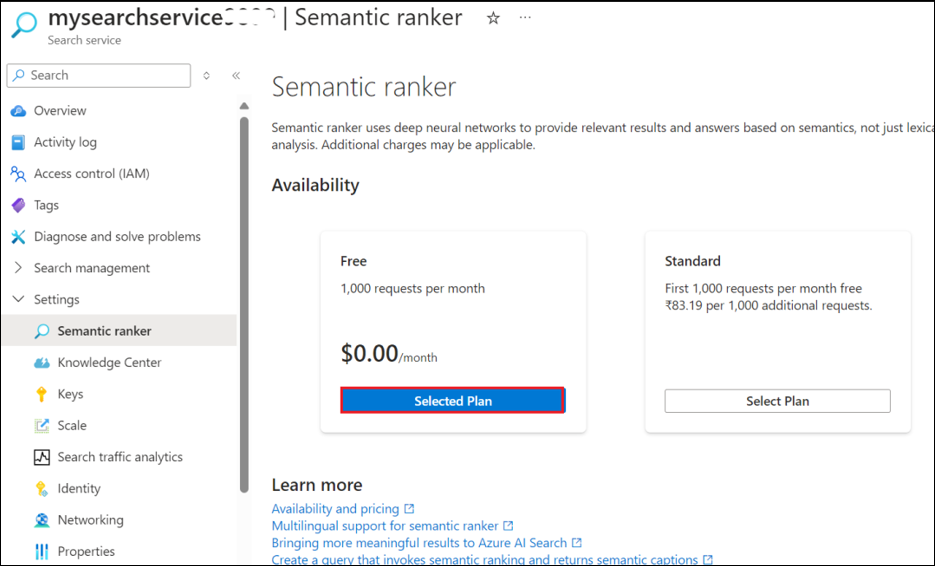 mysearchservice | Semantic ranker
Search service
Search
Overview
Activity log
Access control (IAM)
Tags
Diagnose and solve problems
Search management
Settings
Semantic ranker
Knowledge Center
Keys
Scale
Search traffic analytics
Identity
Networking
Properties
Semantic ranker
Semantic ranker uses deep neural networks to provide relevant results and answers based on semantics, not just lexica
analysis. Additional charges may be applicable.
Availability
Free
1,000 requests per month
$0.00/month
Selected Plan
Standard
First 1,000 requests per month free
₹83.19 per 1,000 additional requests.
Select Plan
Learn more
Availability and pricing
Multilingual support for semantic ranker
Bringing more meaningful results to Azure AI Search
Create a query that invokes semantic ranking and returns semantic captions